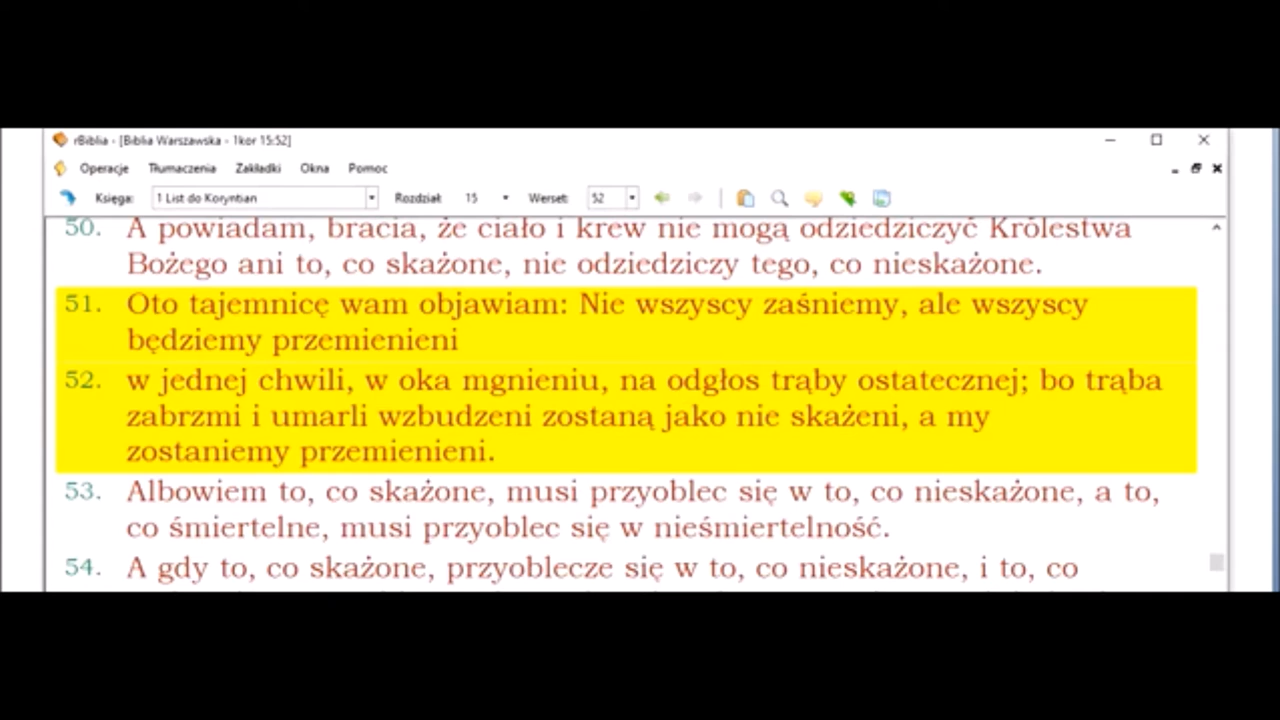 rBiblia - [Biblia Warszawska - 1kor 15:52]
Operacje Tłumaczenia Zakładki Okna Pomoc
Księga: 1 List do Koryntian Rozdział 15 Werset: 52
50. A powiadam, bracia, że ciało i krew nie mogą odziedziczyć Królestwa
Bożego ani to, co skażone, nie odziedziczy tego, co nieskażone.
51. Oto tajemnicę wam objawiam: Nie wszyscy zaśniemy, ale wszyscy
będziemy przemienieni
52. w jednej chwili, w oka mgnieniu, na odgłos trąby ostatecznej; bo trąba
zabrzmi i umarli wzbudzeni zostaną jako nie skażeni, a my
zostaniemy przemienieni.
53. Albowiem to, co skażone, musi przyoblec się w to, co nieskażone, a to,
co śmiertelne, musi przyoblec się w nieśmiertelność.
54. A gdy to, co skażone, przyoblecze się w to, co nieskażone, i to, co